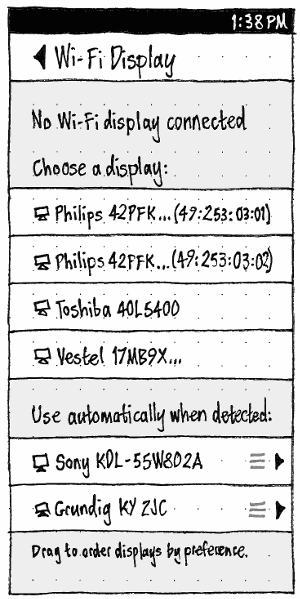 1:38 PM
Wi-Fi Display
No Wi-Fi display connected
Choose a display:
Philips 42PFK...(49:253:03:01)
Philips 42FFK...(49:253:03:02)
Toshiba 40L5400
Vestel 17MB9X...
Use automatically when detected:
Sony KDL-55W802A
Grundig KY 2JC
Drag to order displays by preference.